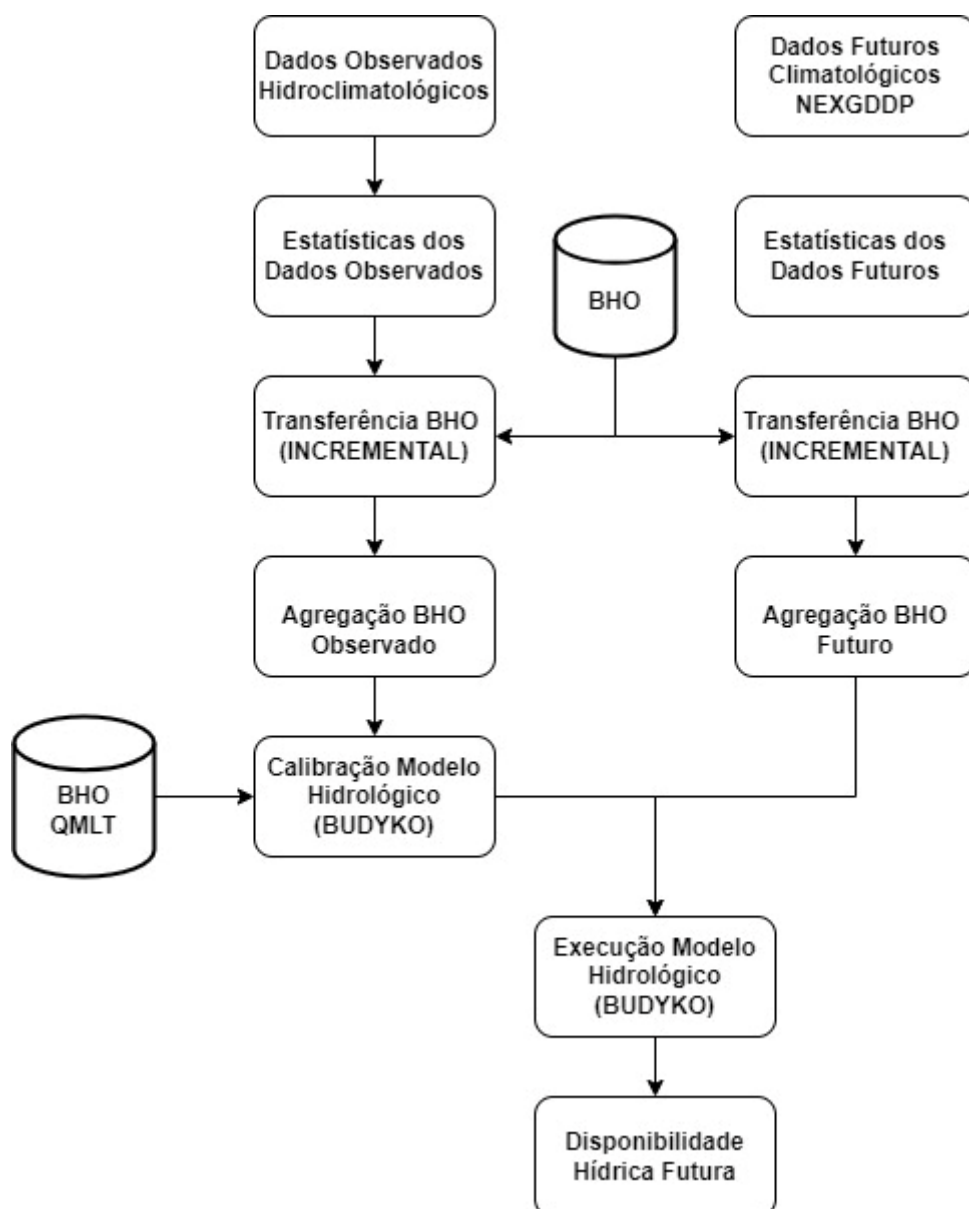 Dados Observados
Hidroclimatológicos
Dados Futuros
Climatológicos
NEXGDDP
Estatísticas dos
Dados Observados
BHO
Estatísticas dos
Dados Futuros
Transferência BHO
(INCREMENTAL)
Transferência BHO
(INCREMENTAL)
Agregação BHO
Observado
Agregação BHO
Futuro
BHO
QMLT
Calibração Modelo
Hidrológico
(BUDYKO)
Execução Modelo
Hidrológico
(BUDYKO)
Disponibilidade
Hídrica Futura